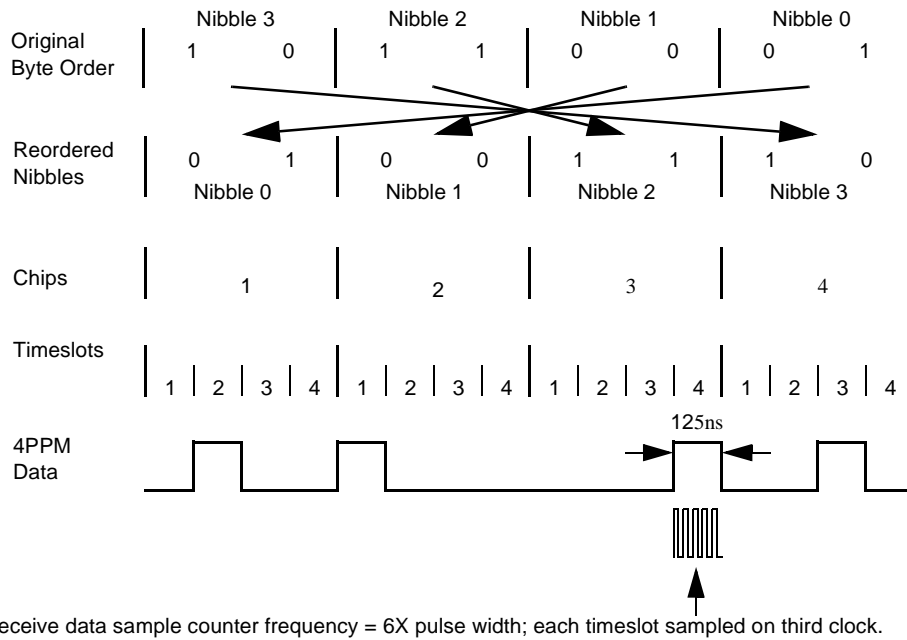 Nibble 3 Nibble 2 Nibble 1 Nibble 0
Original
Byte Order
1 0 1 1 0 0 0 1
Reordered
Nibbles
0 1 0 0 1 1 1 0
Nibble 0 Nibble 1 Nibble 2 Nibble 3
Chips
1 2 3 4
Timeslots
1 2 3 4 1 2 3 4 1 2 3 4 1 2 3 4
4PPM
Data
125ns
eceive data sample counter frequency = 6X pulse width; each timeslot sampled on third clock.